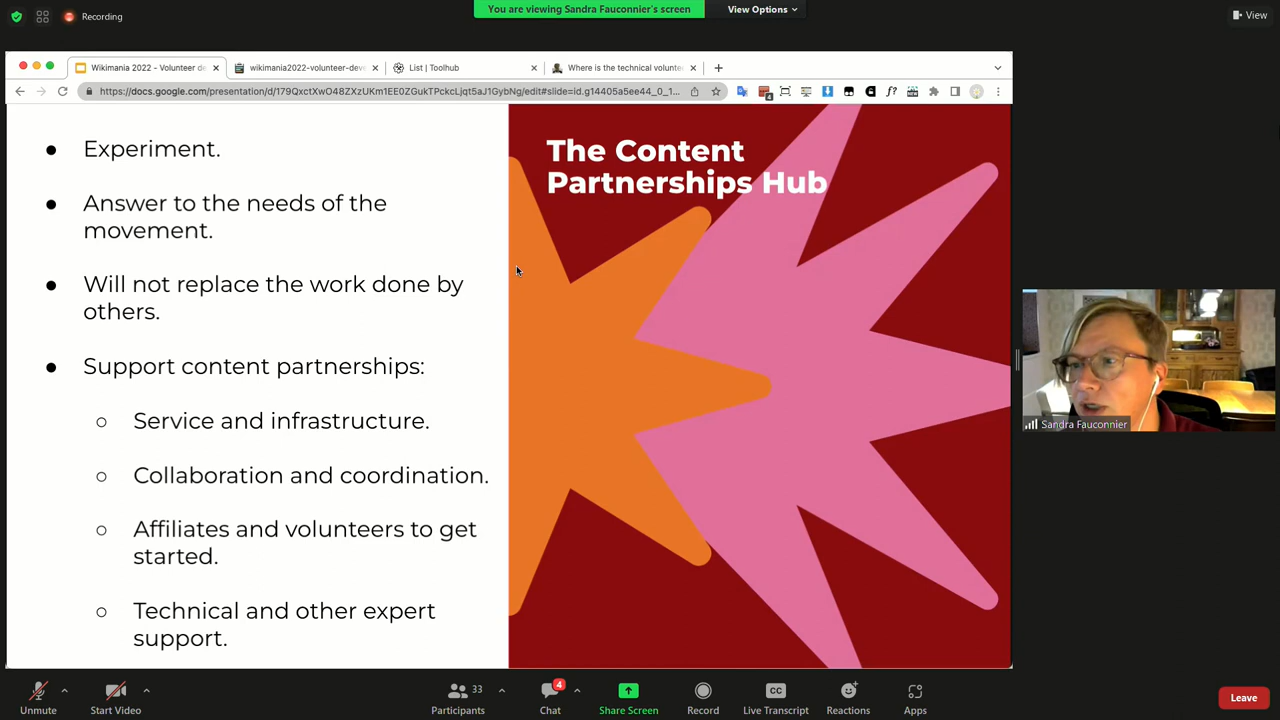 You are viewing Sandra Fauconnier's screen
View Options
Recording
View
Wikimania 2022 - Volunteer de
wikimania2022-volunteer-deve
List | Toolhub
Where is the technical volunte
https://docs.google.com/presentation/d/179QxctXwO48ZXzUKm1EE0ZGukTPckcLjqt5aJ1GybNg/edit#slide=id.g14405a5ee44_0_1...
The Content
Partnerships Hub
● Experiment.
● Answer to the needs of the
movement.
● Will not replace the work done by
others.
● Support content partnerships:
○ Service and infrastructure.
○ Collaboration and coordination.
○ Affiliates and volunteers to get
started.
○ Technical and other expert
support.
Sandra Fauconnier
Unmute
Start Video
Participants 33
Chat 4
Share Screen
Record
CC Live Transcript
Reactions
Apps
Leave